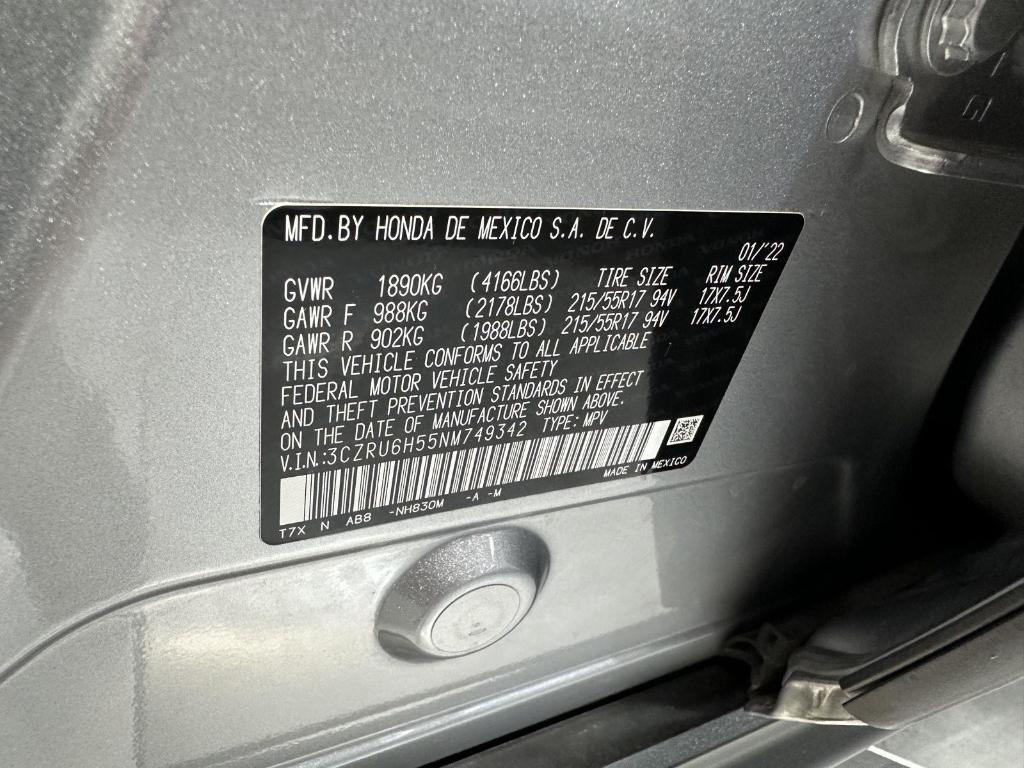 MFD.BY HONDA DE MEXICO S.A. DE C.V.
01/'22
GVWR 1890KG (4166LBS) TIRE SIZE RIM SIZE
GAWR F 988KG (2178LBS) 215/55R17 94V 17X7.5J
GAWR R 902KG (1988LBS) 215/55R17 94V 17X7.5J
THIS VEHICLE CONFORMS TO ALL APPLICABLE
FEDERAL MOTOR VEHICLE SAFETY
AND THEFT PREVENTION STANDARDS IN EFFECT
ON THE DATE OF MANUFACTURE SHOWN ABOVE.
V.I.N.:3CZRU6H55NM749342 TYPE: MPV
MADE IN MEXICO
T7X N AB8 -NH830M -A -M